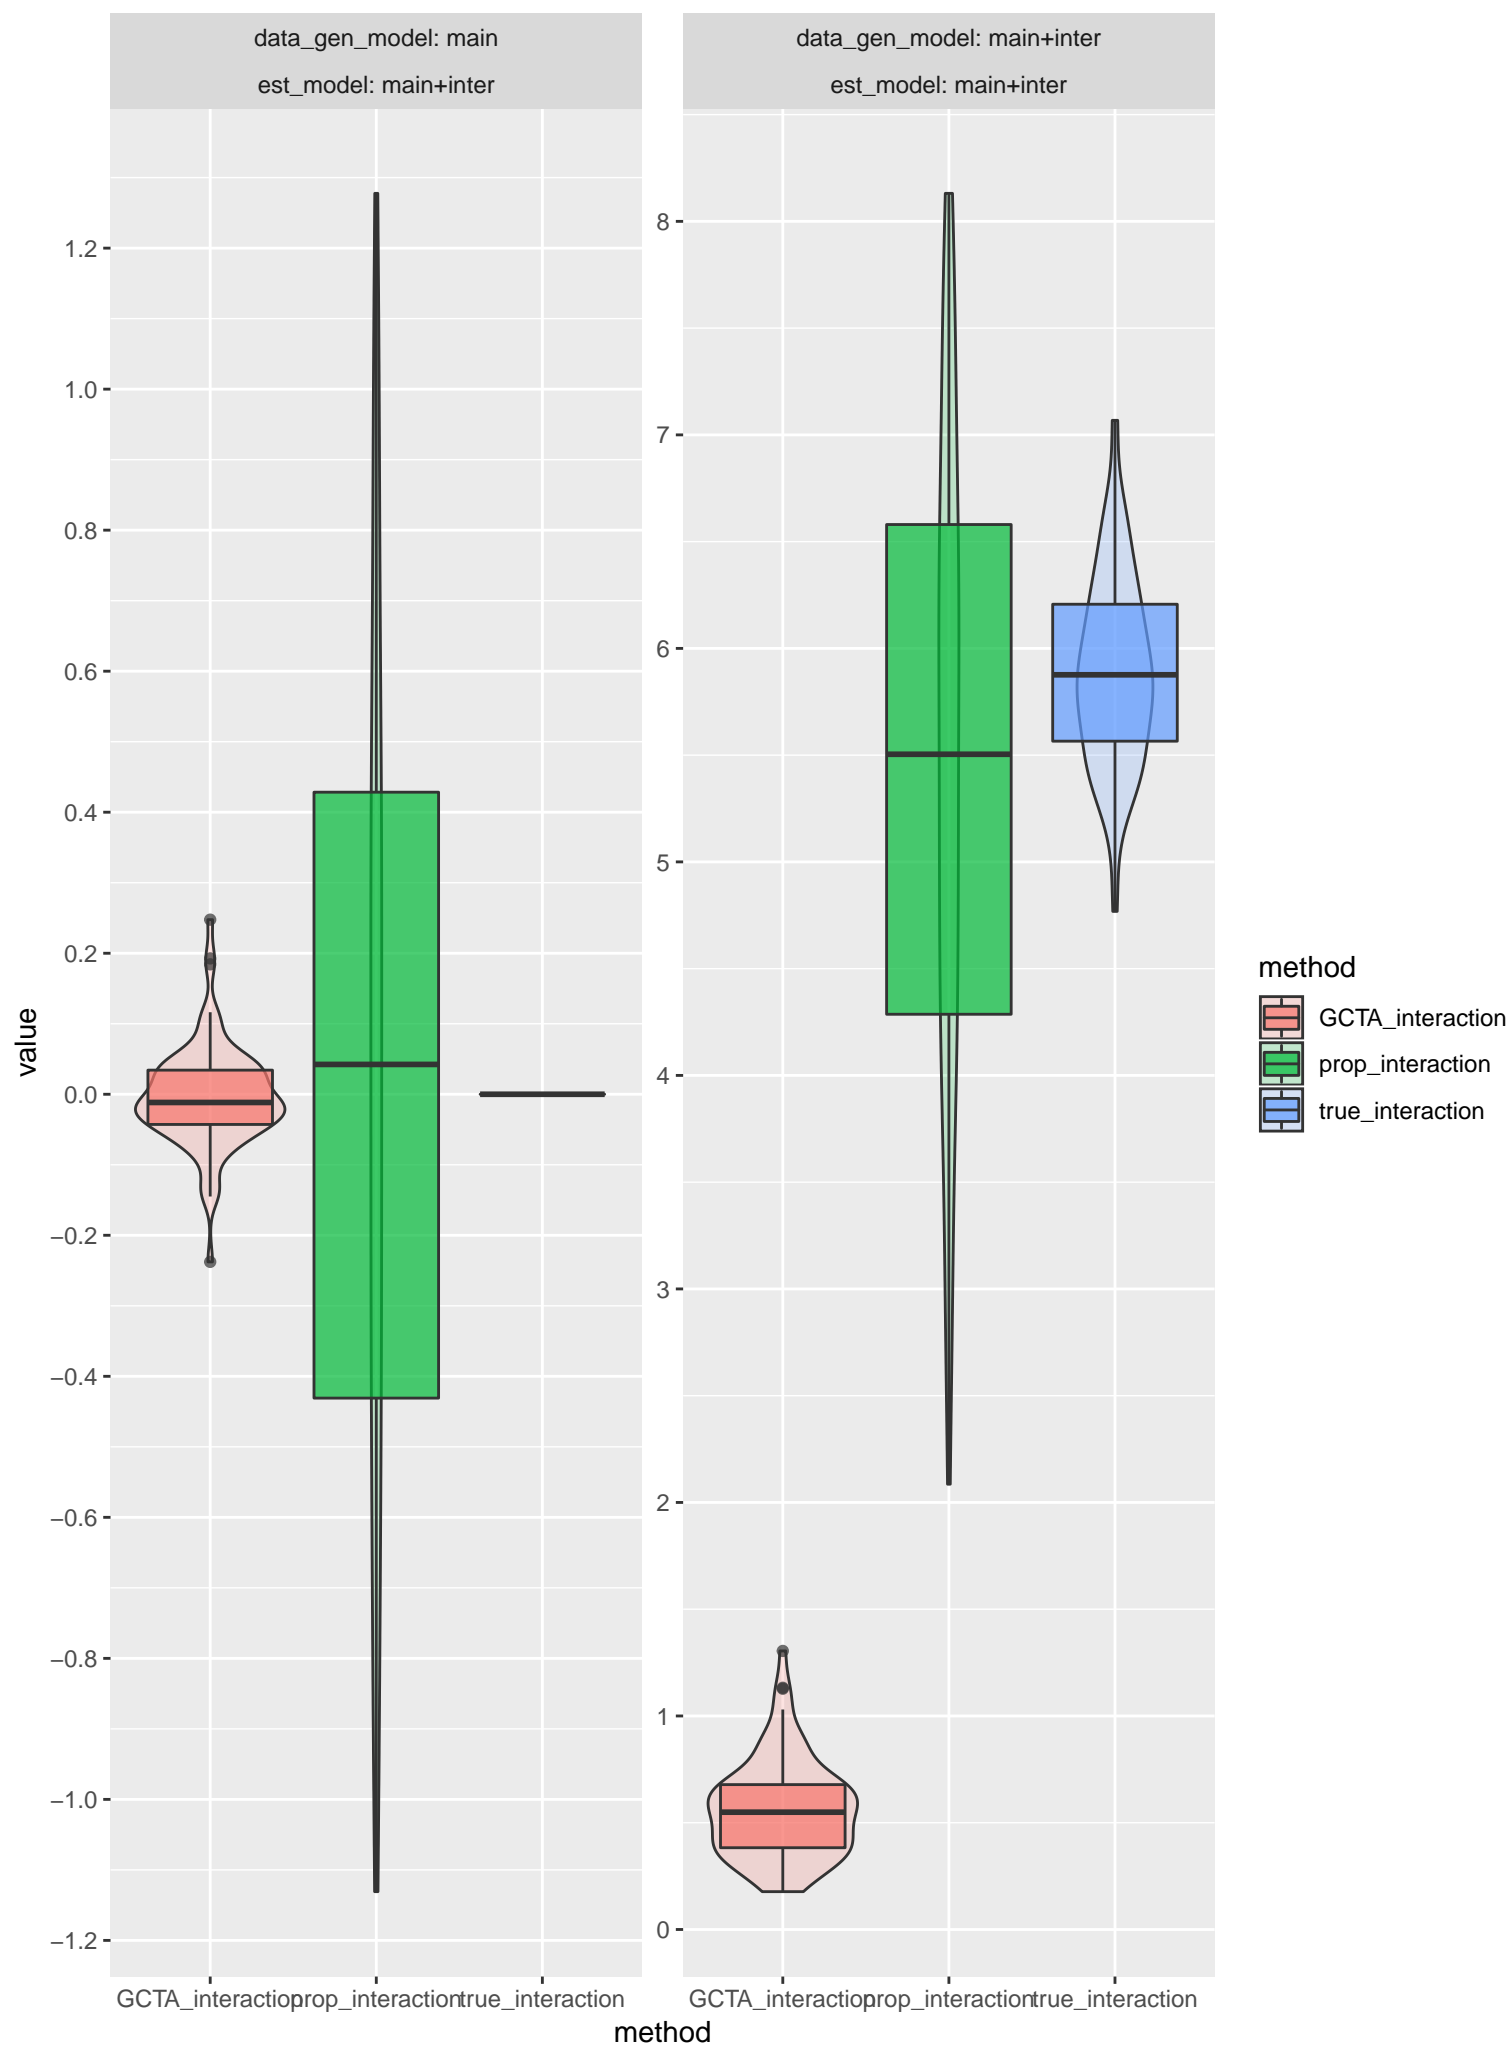 data_gen_model: main
est_model: main+inter
data_gen_model: main+inter
est_model: main+inter
value
1.2
1.0
0.8
0.6
0.4
0.2
0.0
−0.2
−0.4
−0.6
−0.8
−1.0
−1.2
8
7
6
5
4
3
2
1
0
GCTA_interaction
prop_interaction
true_interaction
GCTA_interaction
prop_interaction
true_interaction
method
method
GCTA_interaction
prop_interaction
true_interaction